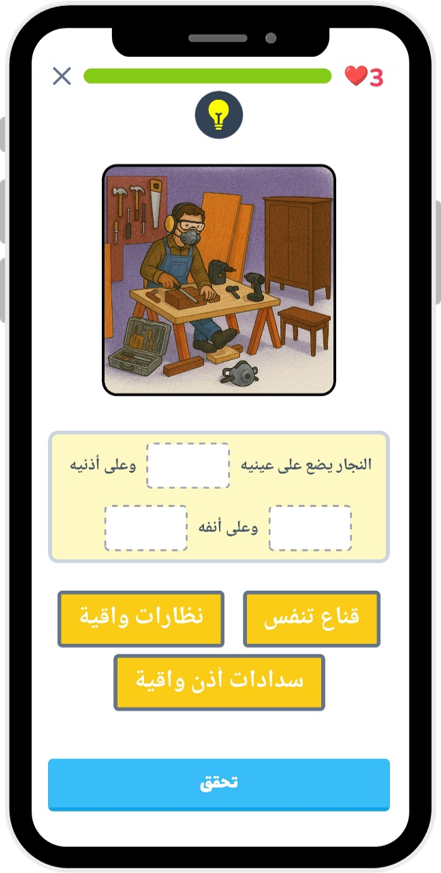 3
النجار يضع على عينيه وعلى أذنيه
وعلى أنفه
قناع تنفس نظارات واقية
سدادات أذن واقية
تحقق